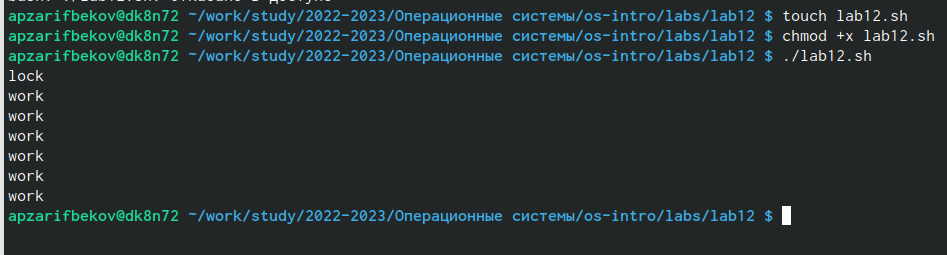 apzarifbekov@dk8n72 ~/work/study/2022-2023/Операционные системы/os-intro/labs/lab12 $ touch lab12.sh
apzarifbekov@dk8n72 ~/work/study/2022-2023/Операционные системы/os-intro/labs/lab12 $ chmod +x lab12.sh
apzarifbekov@dk8n72 ~/work/study/2022-2023/Операционные системы/os-intro/labs/lab12 $ ./lab12.sh
lock
work
work
work
work
work
work
apzarifbekov@dk8n72 ~/work/study/2022-2023/Операционные системы/os-intro/labs/lab12 $